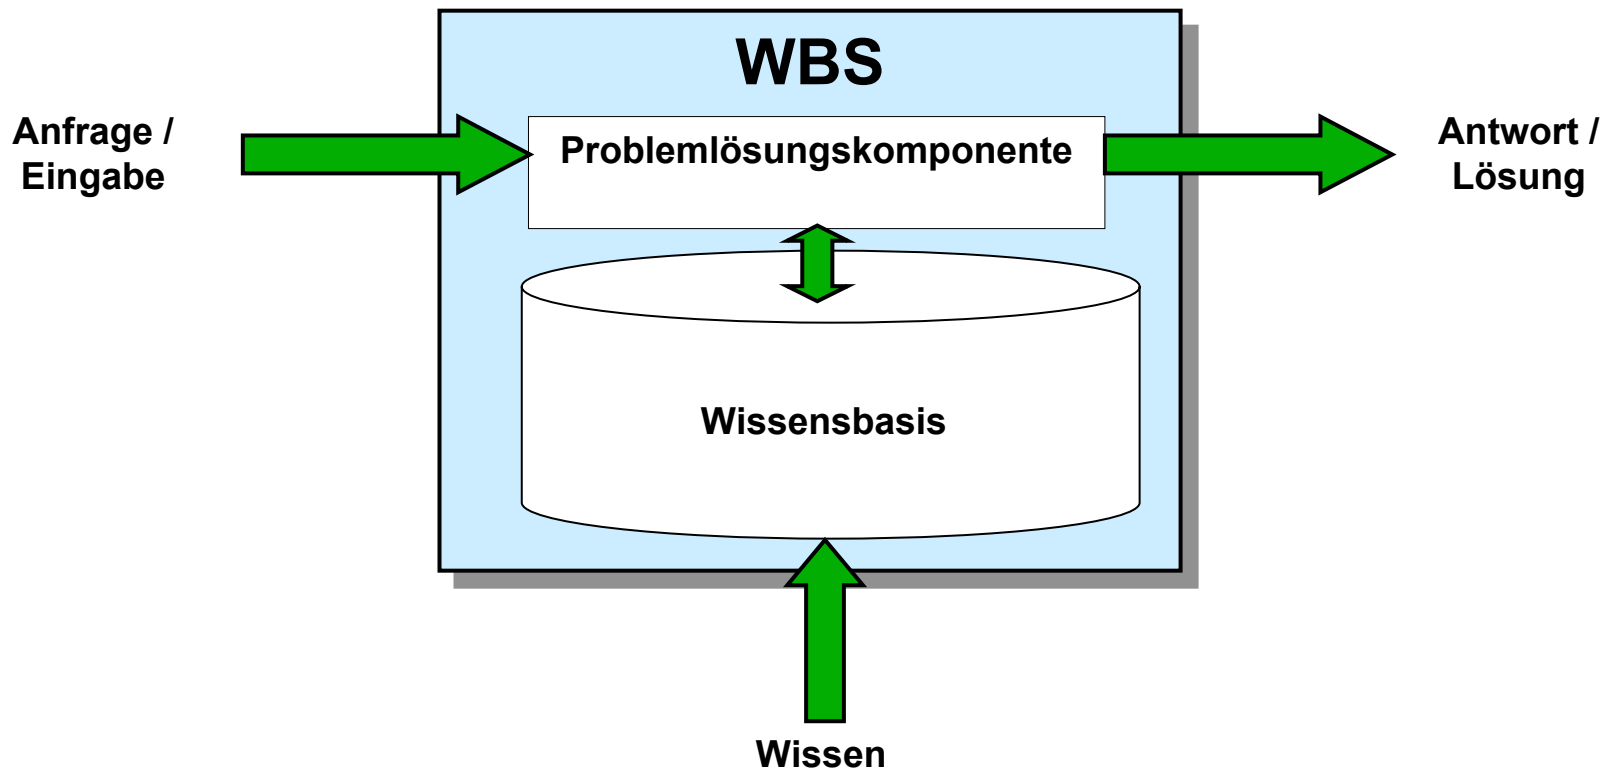 WBS
Anfrage /
Eingabe
Problemlösungskomponente
Antwort /
Lösung
Wissensbasis
Wissen